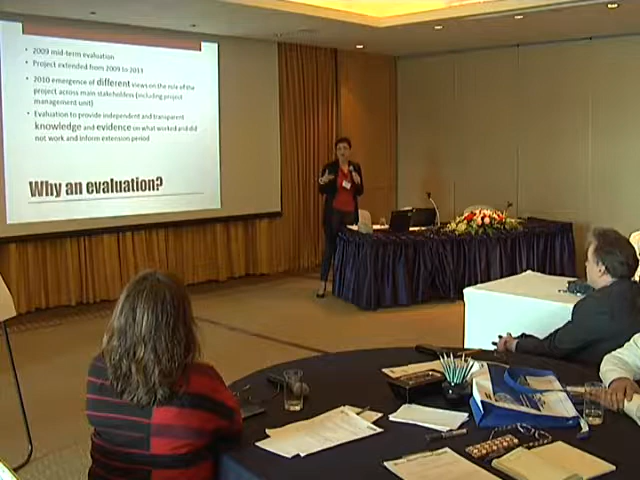 • 2009 mid-term evaluation
• Project extended from 2009 to 2011
• 2010 emergence of different views on the role of the
project across main stakeholders (including project
management unit)
• Evaluation to provide independent and transparent
knowledge and evidence on what worked and did
not work and inform extension period
Why an evaluation?